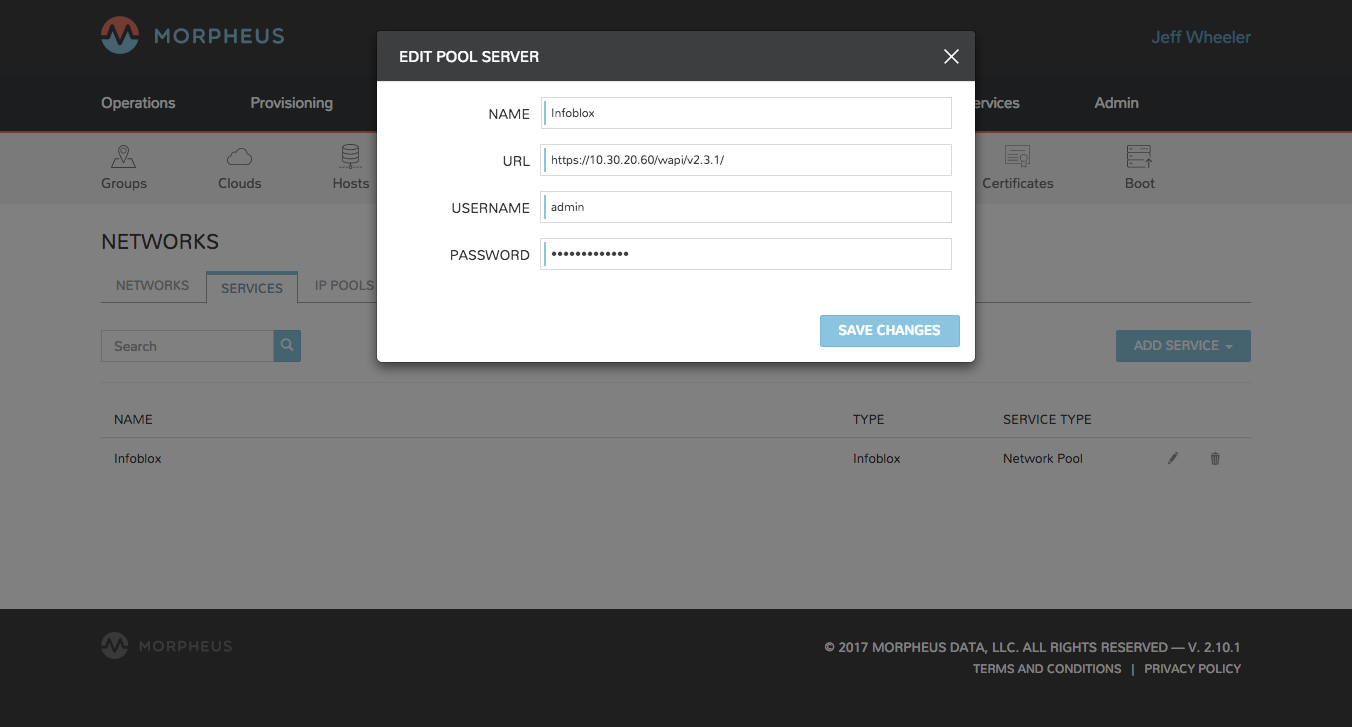 MORPHEUS
Jeff Wheeler
Operations
Provisioning
ervices
Admin
Groups
Clouds
Hosts
Certificates
Boot
EDIT POOL SERVER
NAME Infoblox
URL https://10.30.20.60/wapi/v2.3.1/
USERNAME admin
PASSWORD •••••••••••••
SAVE CHANGES
NETWORKS
NETWORKS SERVICES IP POOLS
Search
ADD SERVICE
NAME TYPE SERVICE TYPE
Infoblox Infoblox Network Pool
MORPHEUS
© 2017 MORPHEUS DATA, LLC. ALL RIGHTS RESERVED — V. 2.10.1
TERMS AND CONDITIONS | PRIVACY POLICY